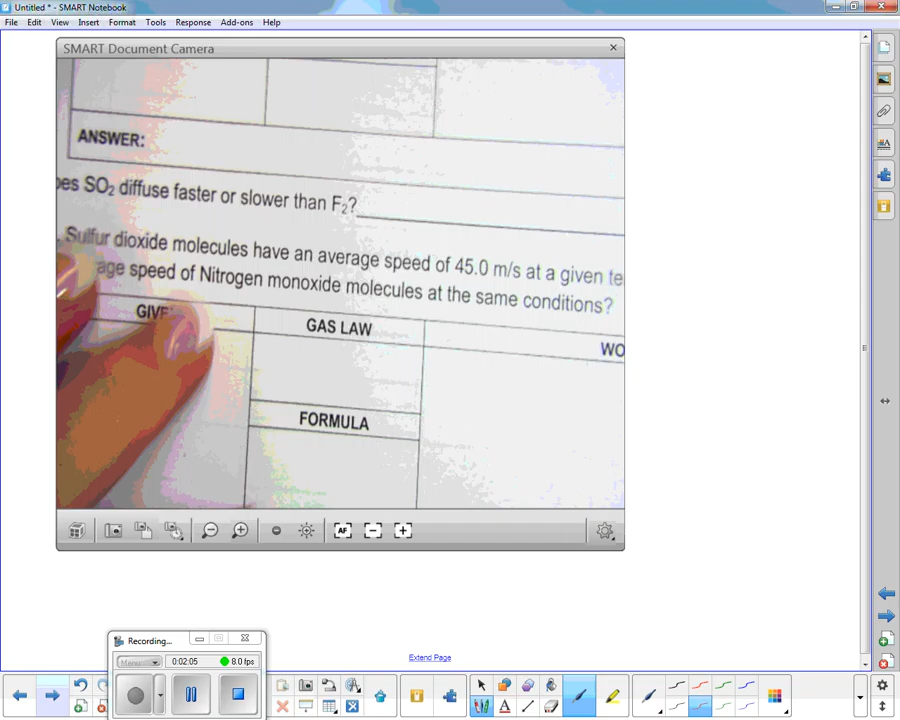 Untitled * - SMART Notebook
File Edit View Insert Format Tools Response Add-ons Help
SMART Document Camera
ANSWER:
oes SO₂ diffuse faster or slower than F₂?
Sulfur dioxide molecules have an average speed of 45.0 m/s at a given te
age speed of Nitrogen monoxide molecules at the same conditions?
GIVE
GAS LAW
WO
FORMULA
AF
Recording...
0:02:05 8.0 fps
Extend Page
A